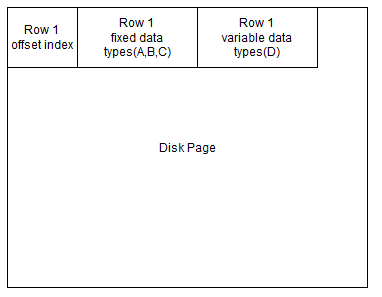 Row 1
offset index
Row 1
fixed data
types(A,B,C)
Row 1
variable data
types(D)
Disk Page